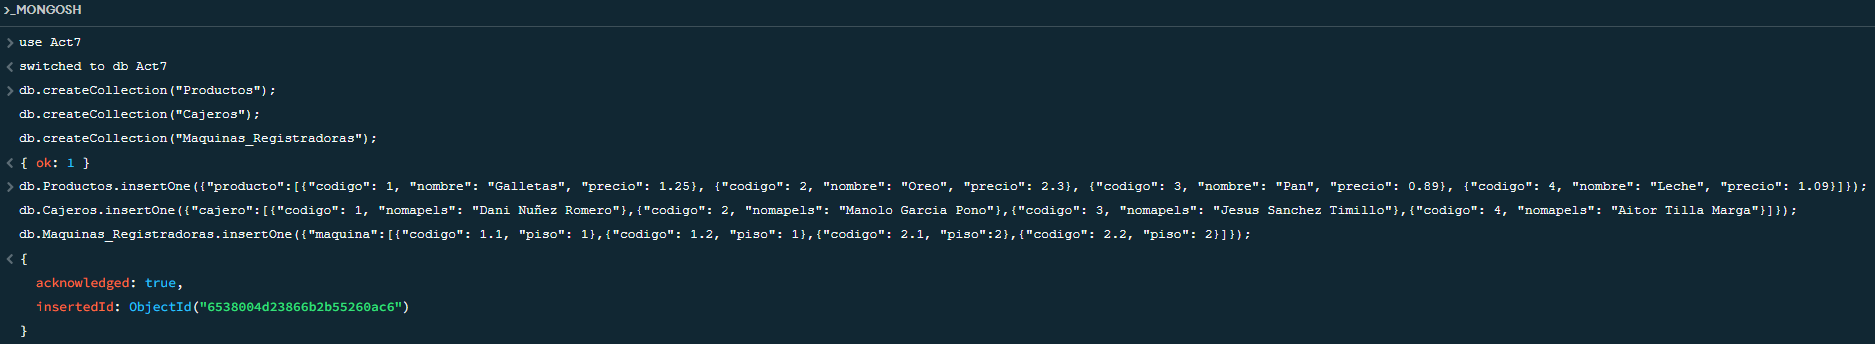 >_MONGOSH
> use Act7
< switched to db Act7
> db.createCollection("Productos");
db.createCollection("Cajeros");
db.createCollection("Maquinas_Registradoras");
< { ok: 1 }
> db.Productos.insertOne({"producto":[{"codigo": 1, "nombre": "Galletas", "precio": 1.25}, {"codigo": 2, "nombre": "Oreo", "precio": 2.3}, {"codigo": 3, "nombre": "Pan", "precio": 0.89}, {"codigo": 4, "nombre": "Leche", "precio": 1.09}]});
db.Cajeros.insertOne({"cajero":[{"codigo": 1, "nomapels": "Dani Nuñez Romero"},{"codigo": 2, "nomapels": "Manolo Garcia Pono"},{"codigo": 3, "nomapels": "Jesus Sanchez Timillo"},{"codigo": 4, "nomapels": "Aitor Tilla Marga"}]});
db.Maquinas_Registradoras.insertOne({"maquina":[{"codigo": 1.1, "piso": 1},{"codigo": 1.2, "piso": 1},{"codigo": 2.1, "piso":2},{"codigo": 2.2, "piso": 2}]});
< {
acknowledged: true,
insertedId: ObjectId("6538004d23866b2b55260ac6")
}